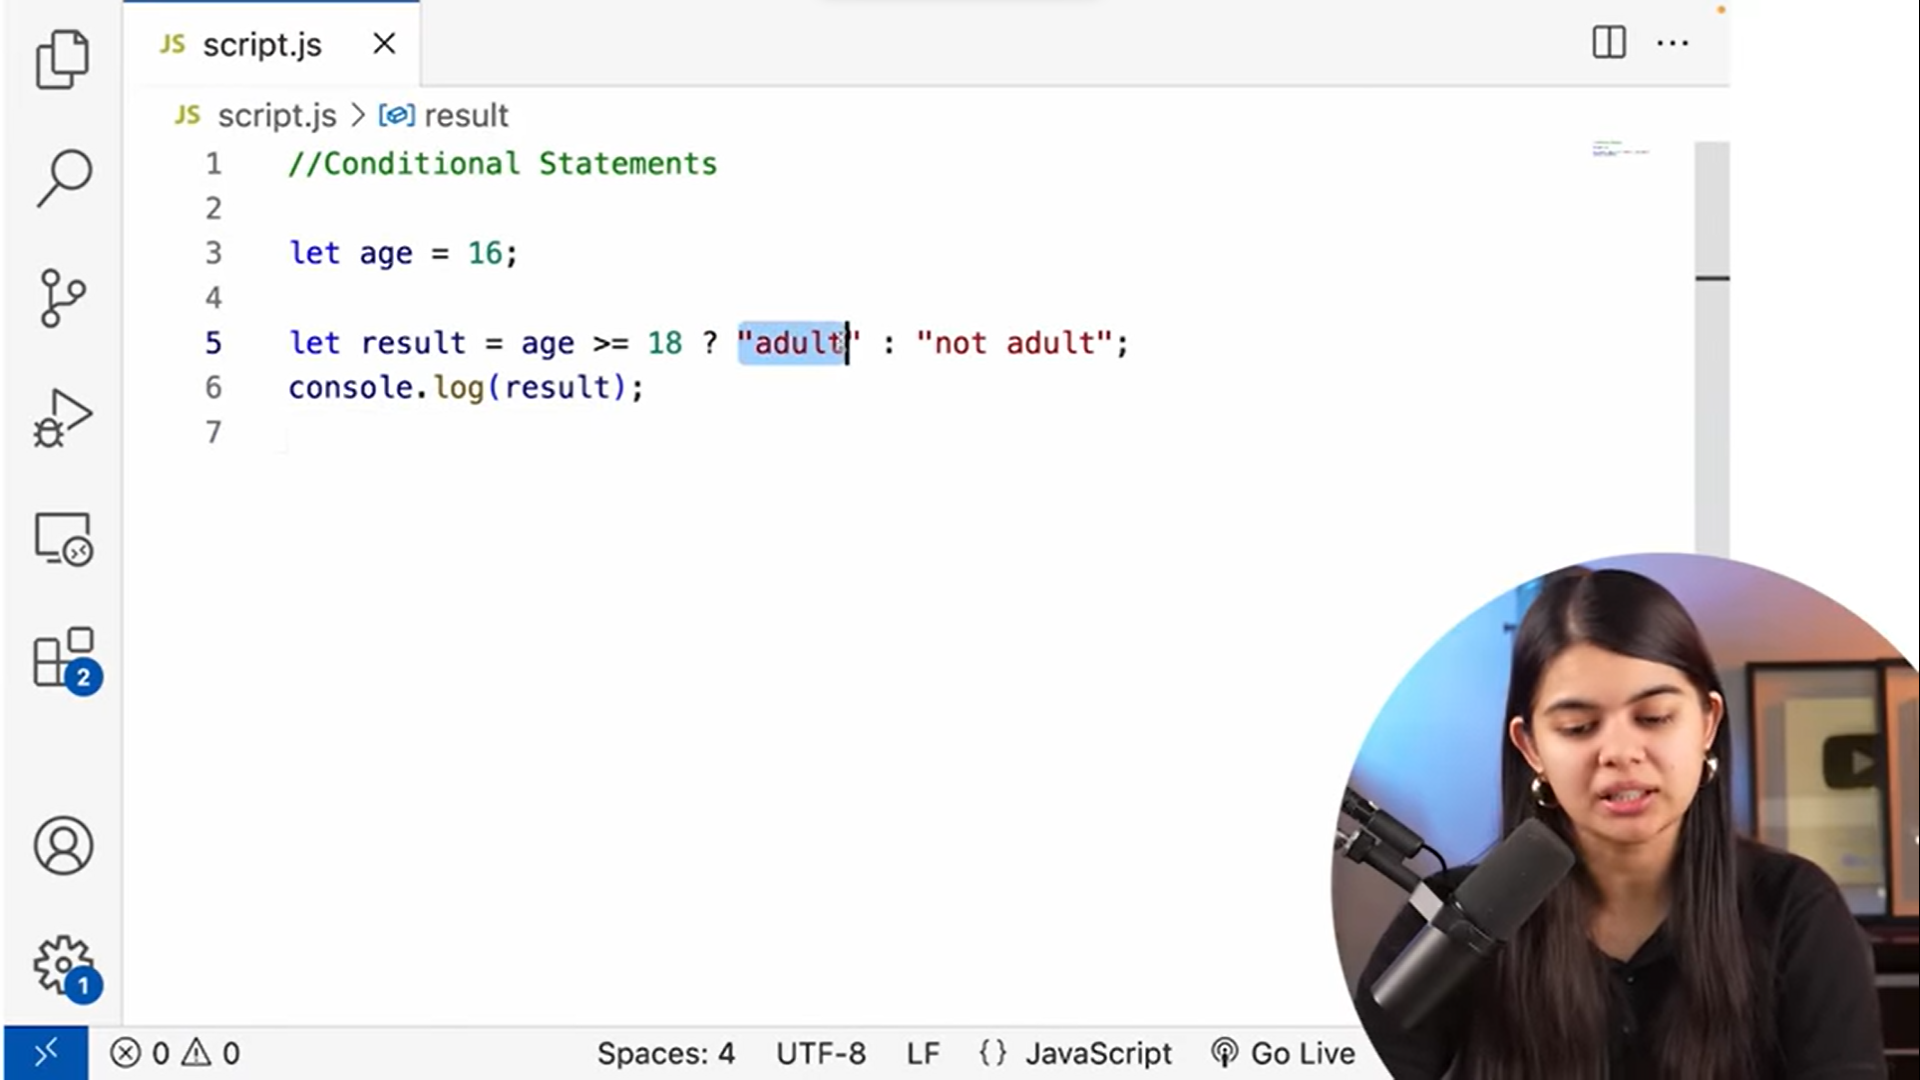 JS script.js
JS script.js > result
1 //Conditional Statements
2
3 let age = 16;
4
5 let result = age >= 18 ? "adult" : "not adult";
6 console.log(result);
7
2
1
0 0 Spaces: 4 UTF-8 LF {} JavaScript Go Live